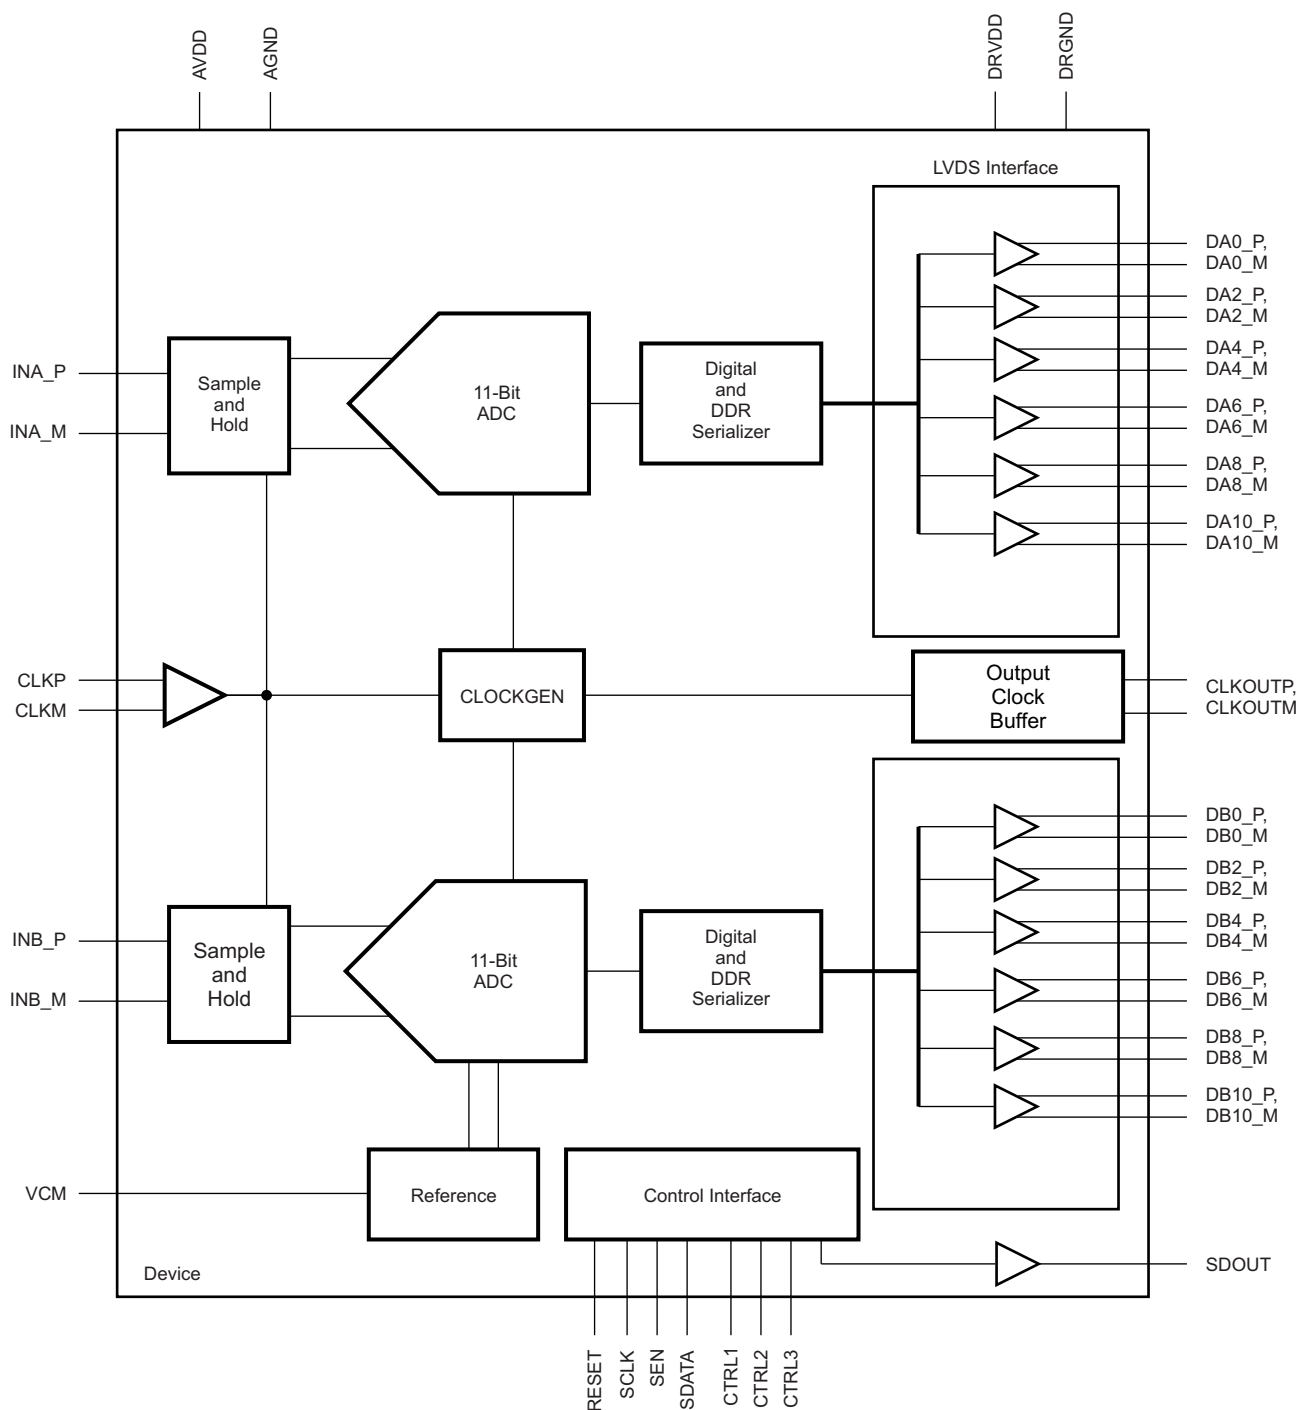 AVDD
AGND
DRVDD
DRGND
LVDS Interface
DA0_P,
DA0_M
DA2_P,
DA2_M
DA4_P,
DA4_M
DA6_P,
DA6_M
DA8_P,
DA8_M
DA10_P,
DA10_M
INA_P
INA_M
Sample
and
Hold
11-Bit
ADC
Digital
and
DDR
Serializer
CLKP
CLKM
CLOCKGEN
Output
Clock
Buffer
CLKOUTP,
CLKOUTM
INB_P
INB_M
Sample
and
Hold
11-Bit
ADC
Digital
and
DDR
Serializer
DB0_P,
DB0_M
DB2_P,
DB2_M
DB4_P,
DB4_M
DB6_P,
DB6_M
DB8_P,
DB8_M
DB10_P,
DB10_M
VCM
Reference
Control Interface
Device
SDOUT
RESET
SCLK
SEN
SDATA
CTRL1
CTRL2
CTRL3